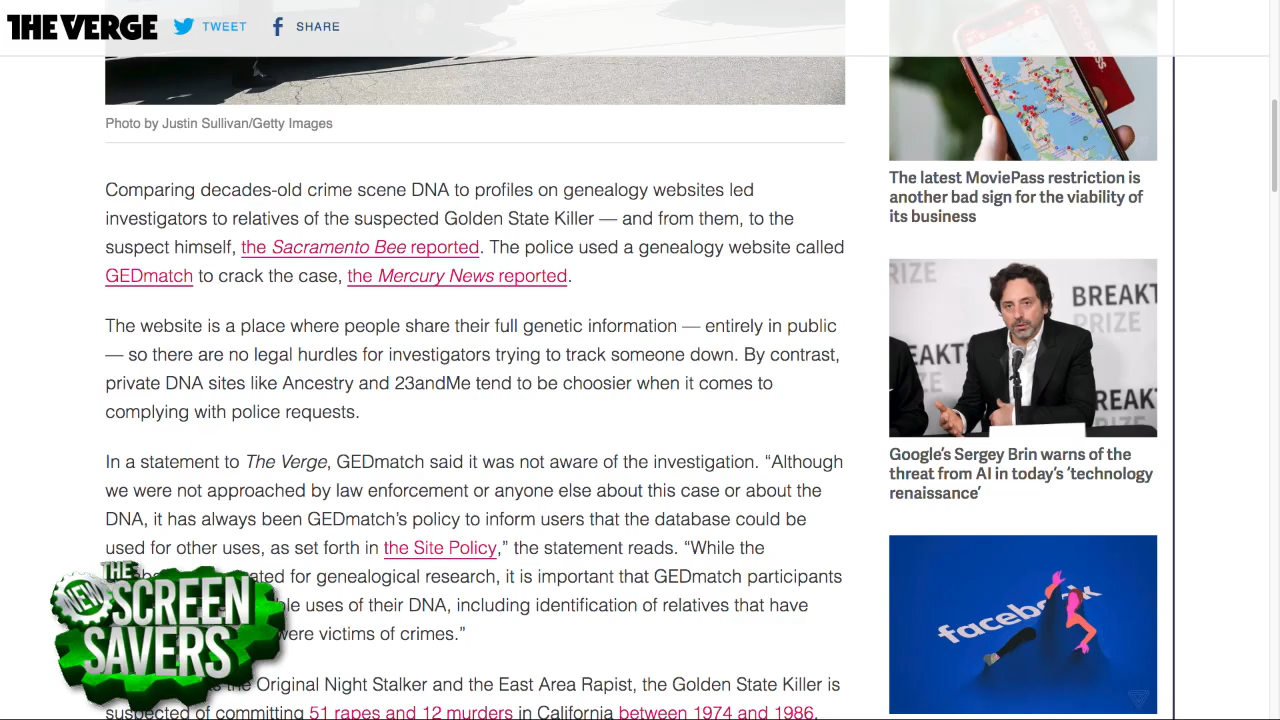 THE VERGE
TWEET
SHARE
Photo by Justin Sullivan/Getty Images
Comparing decades-old crime scene DNA to profiles on genealogy websites led
investigators to relatives of the suspected Golden State Killer — and from them, to the
suspect himself, the Sacramento Bee reported. The police used a genealogy website called
GEDmatch to crack the case, the Mercury News reported.
The website is a place where people share their full genetic information — entirely in public
— so there are no legal hurdles for investigators trying to track someone down. By contrast,
private DNA sites like Ancestry and 23andMe tend to be choosier when it comes to
complying with police requests.
In a statement to The Verge, GEDmatch said it was not aware of the investigation. “Although
we were not approached by law enforcement or anyone else about this case or about the
DNA, it has always been GEDmatch’s policy to inform users that the database could be
used for other uses, as set forth in the Site Policy,” the statement reads. “While the
for genealogical research, it is important that GEDmatch participants
uses of their DNA, including identification of relatives that have
were victims of crimes.”
the Original Night Stalker and the East Area Rapist, the Golden State Killer is
suspected of committing 51 rapes and 12 murders in California between 1974 and 1986.
THE
NEW
SCREEN
SAVERS
pass
The latest MoviePass restriction is
another bad sign for the viability of
its business
RIZE
BREAKT
PRIZE
EAKT
REAK
Google’s Sergey Brin warns of the
threat from AI in today’s ‘technology
renaissance’
facebook